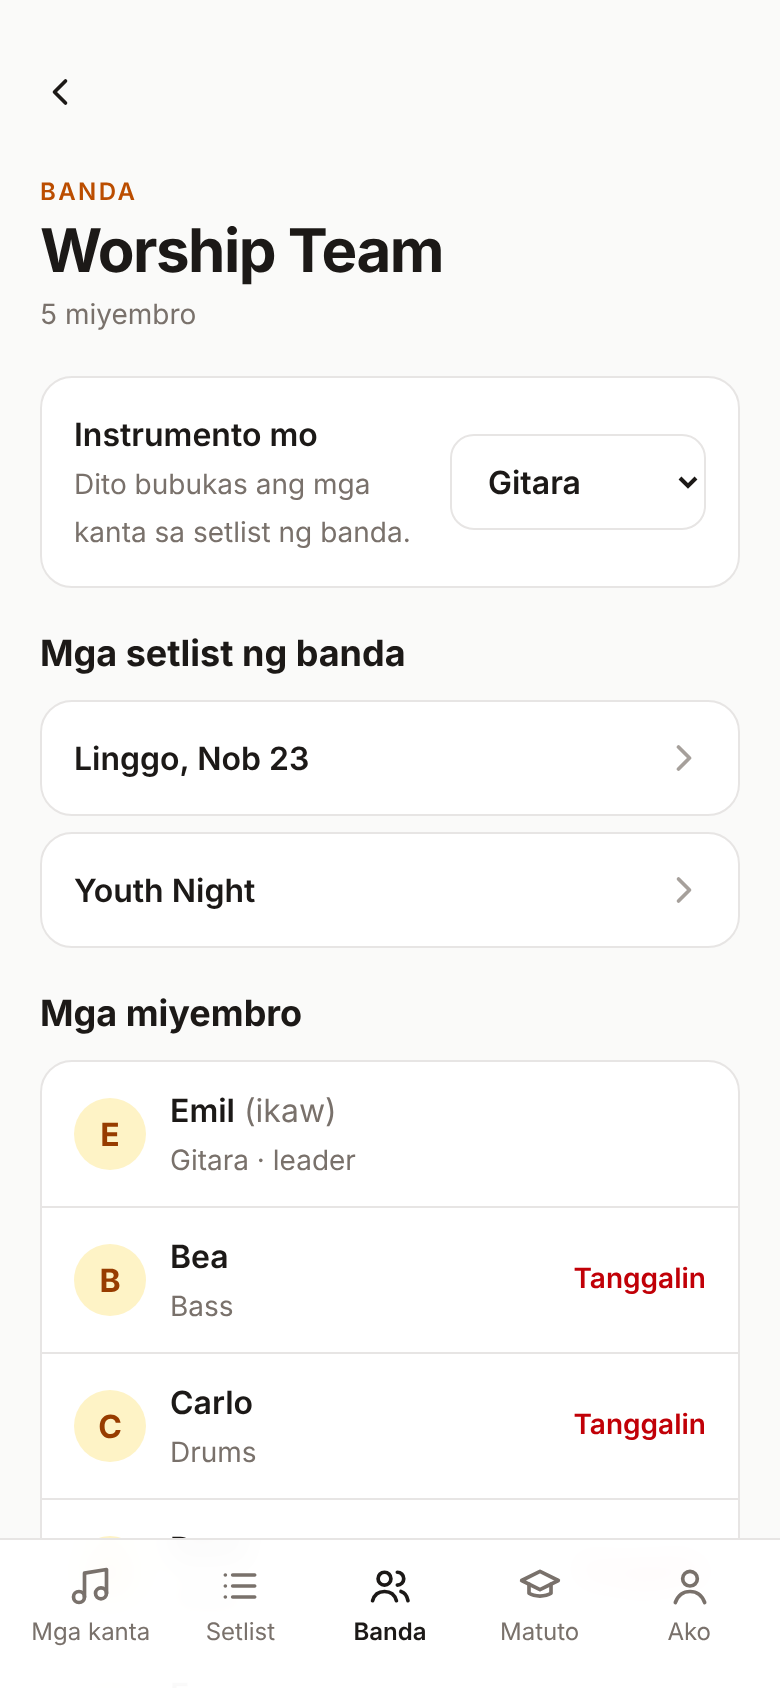 BANDA
Worship Team
5 miyembro
Instrumento mo
Dito bubukas ang mga
kanta sa setlist ng banda.
Gitara
Mga setlist ng banda
Linggo, Nob 23
Youth Night
Mga miyembro
E
Emil (ikaw)
Gitara · leader
B
Bea
Bass
Tanggalin
C
Carlo
Drums
Tanggalin
Mga kanta
Setlist
Banda
Matuto
Ako